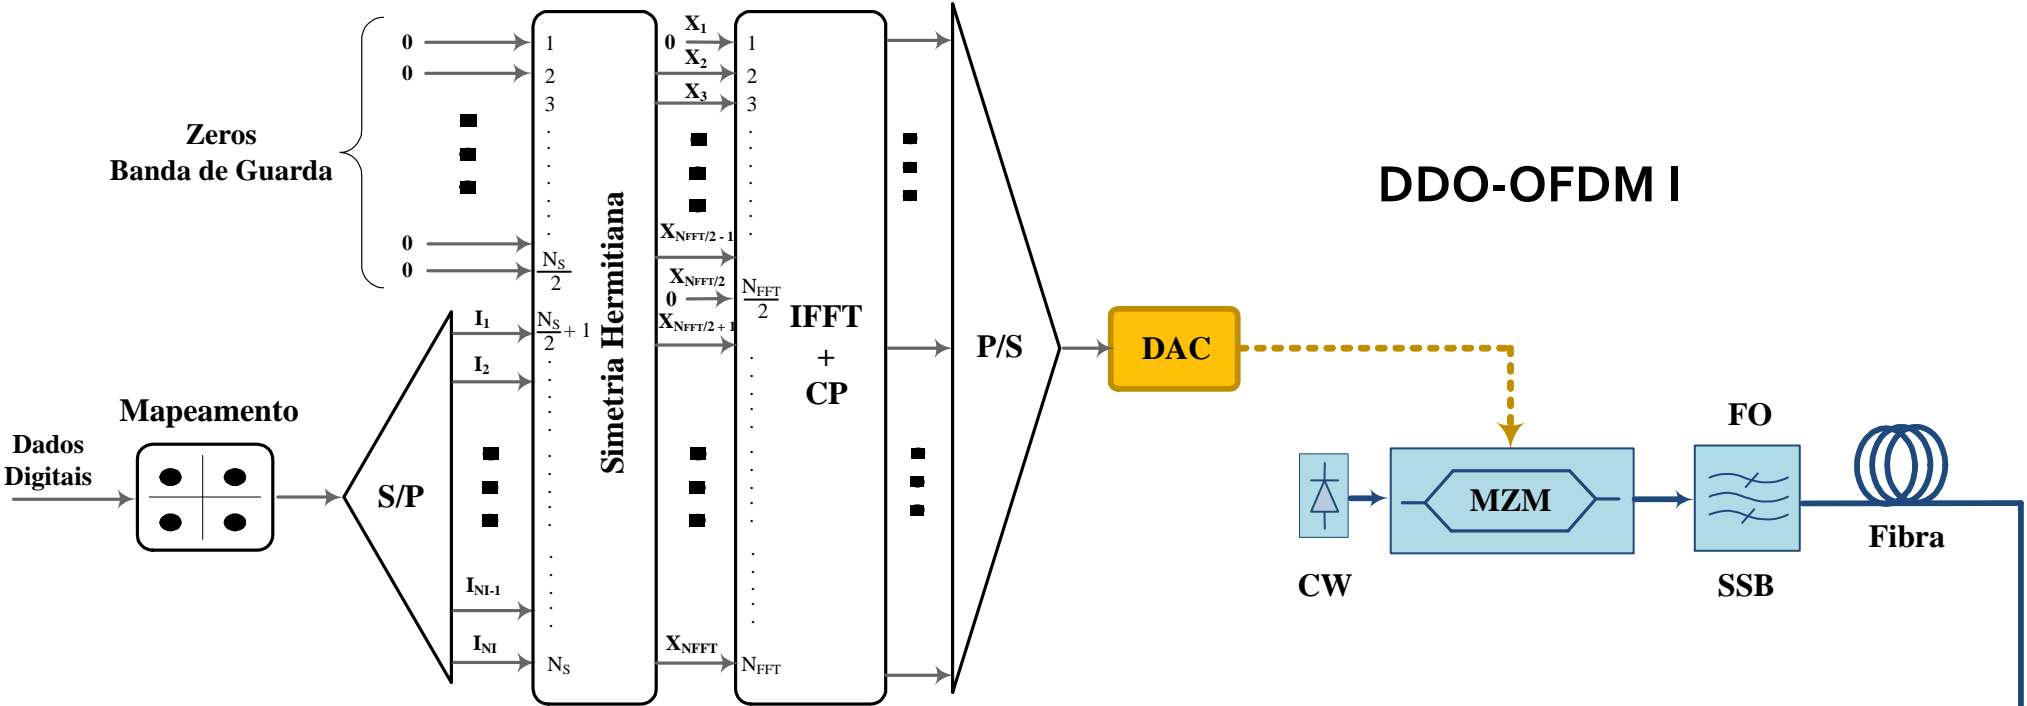 Zeros
Banda de Guarda
0
0
0
0
Dados
Digitais
Mapeamento
S/P
I1
I2
INI-1
INI
1
2
3
NS/2
NS/2 + 1
NS
Simetria Hermitiana
X1
0
X2
X3
XNFFT/2 - 1
XNFFT/2
0
XNFFT/2 + 1
XNFFT
1
2
3
NFFT/2
NFFT
IFFT
+
CP
P/S
DAC
DDO-OFDM I
CW
MZM
FO
SSB
Fibra